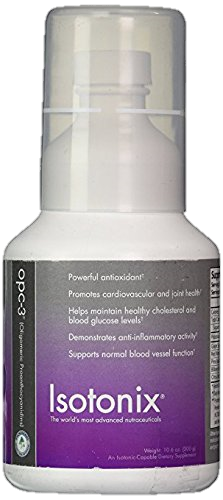 Powerful antioxidant†
Promotes cardiovascular and joint health†
Helps maintain healthy cholesterol and
blood glucose levels†
Demonstrates anti-inflammatory activity†
Supports normal blood vessel function†
opc-3®
(Oligomeric Proanthocyanidins)
Isotonix®
The world's most advanced nutraceuticals
Weight: 10.6 oz. (300 g)
An Isotonic-Capable Dietary Supplement